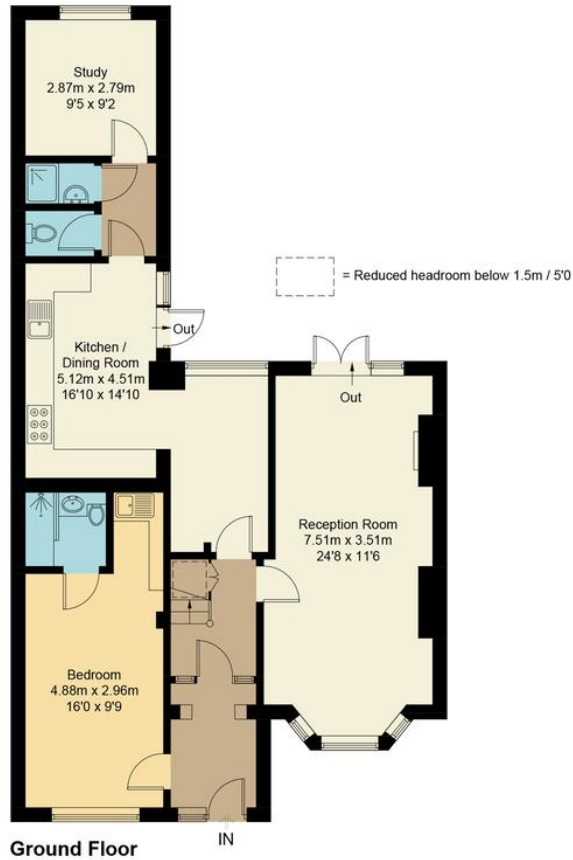 Study
2.87m x 2.79m
9'5 x 9'2
= Reduced headroom below 1.5m / 5'0
Out
Kitchen /
Dining Room
5.12m x 4.51m
16'10 x 14'10
Out
Reception Room
7.51m x 3.51m
24'8 x 11'6
Bedroom
4.88m x 2.96m
16'0 x 9'9
IN
Ground Floor